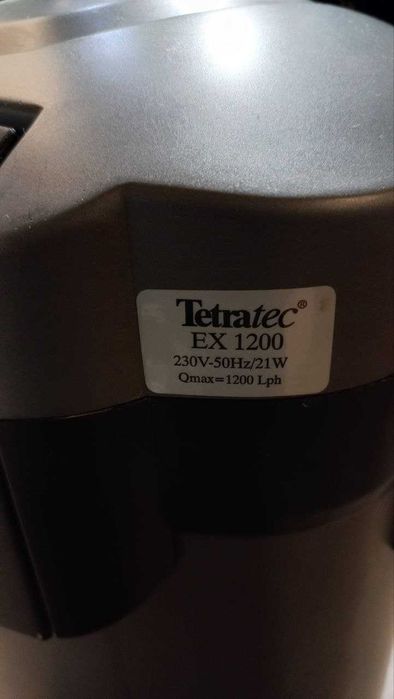 Tetratec®
EX 1200
230V-50Hz/21W
Qmax=1200 Lph